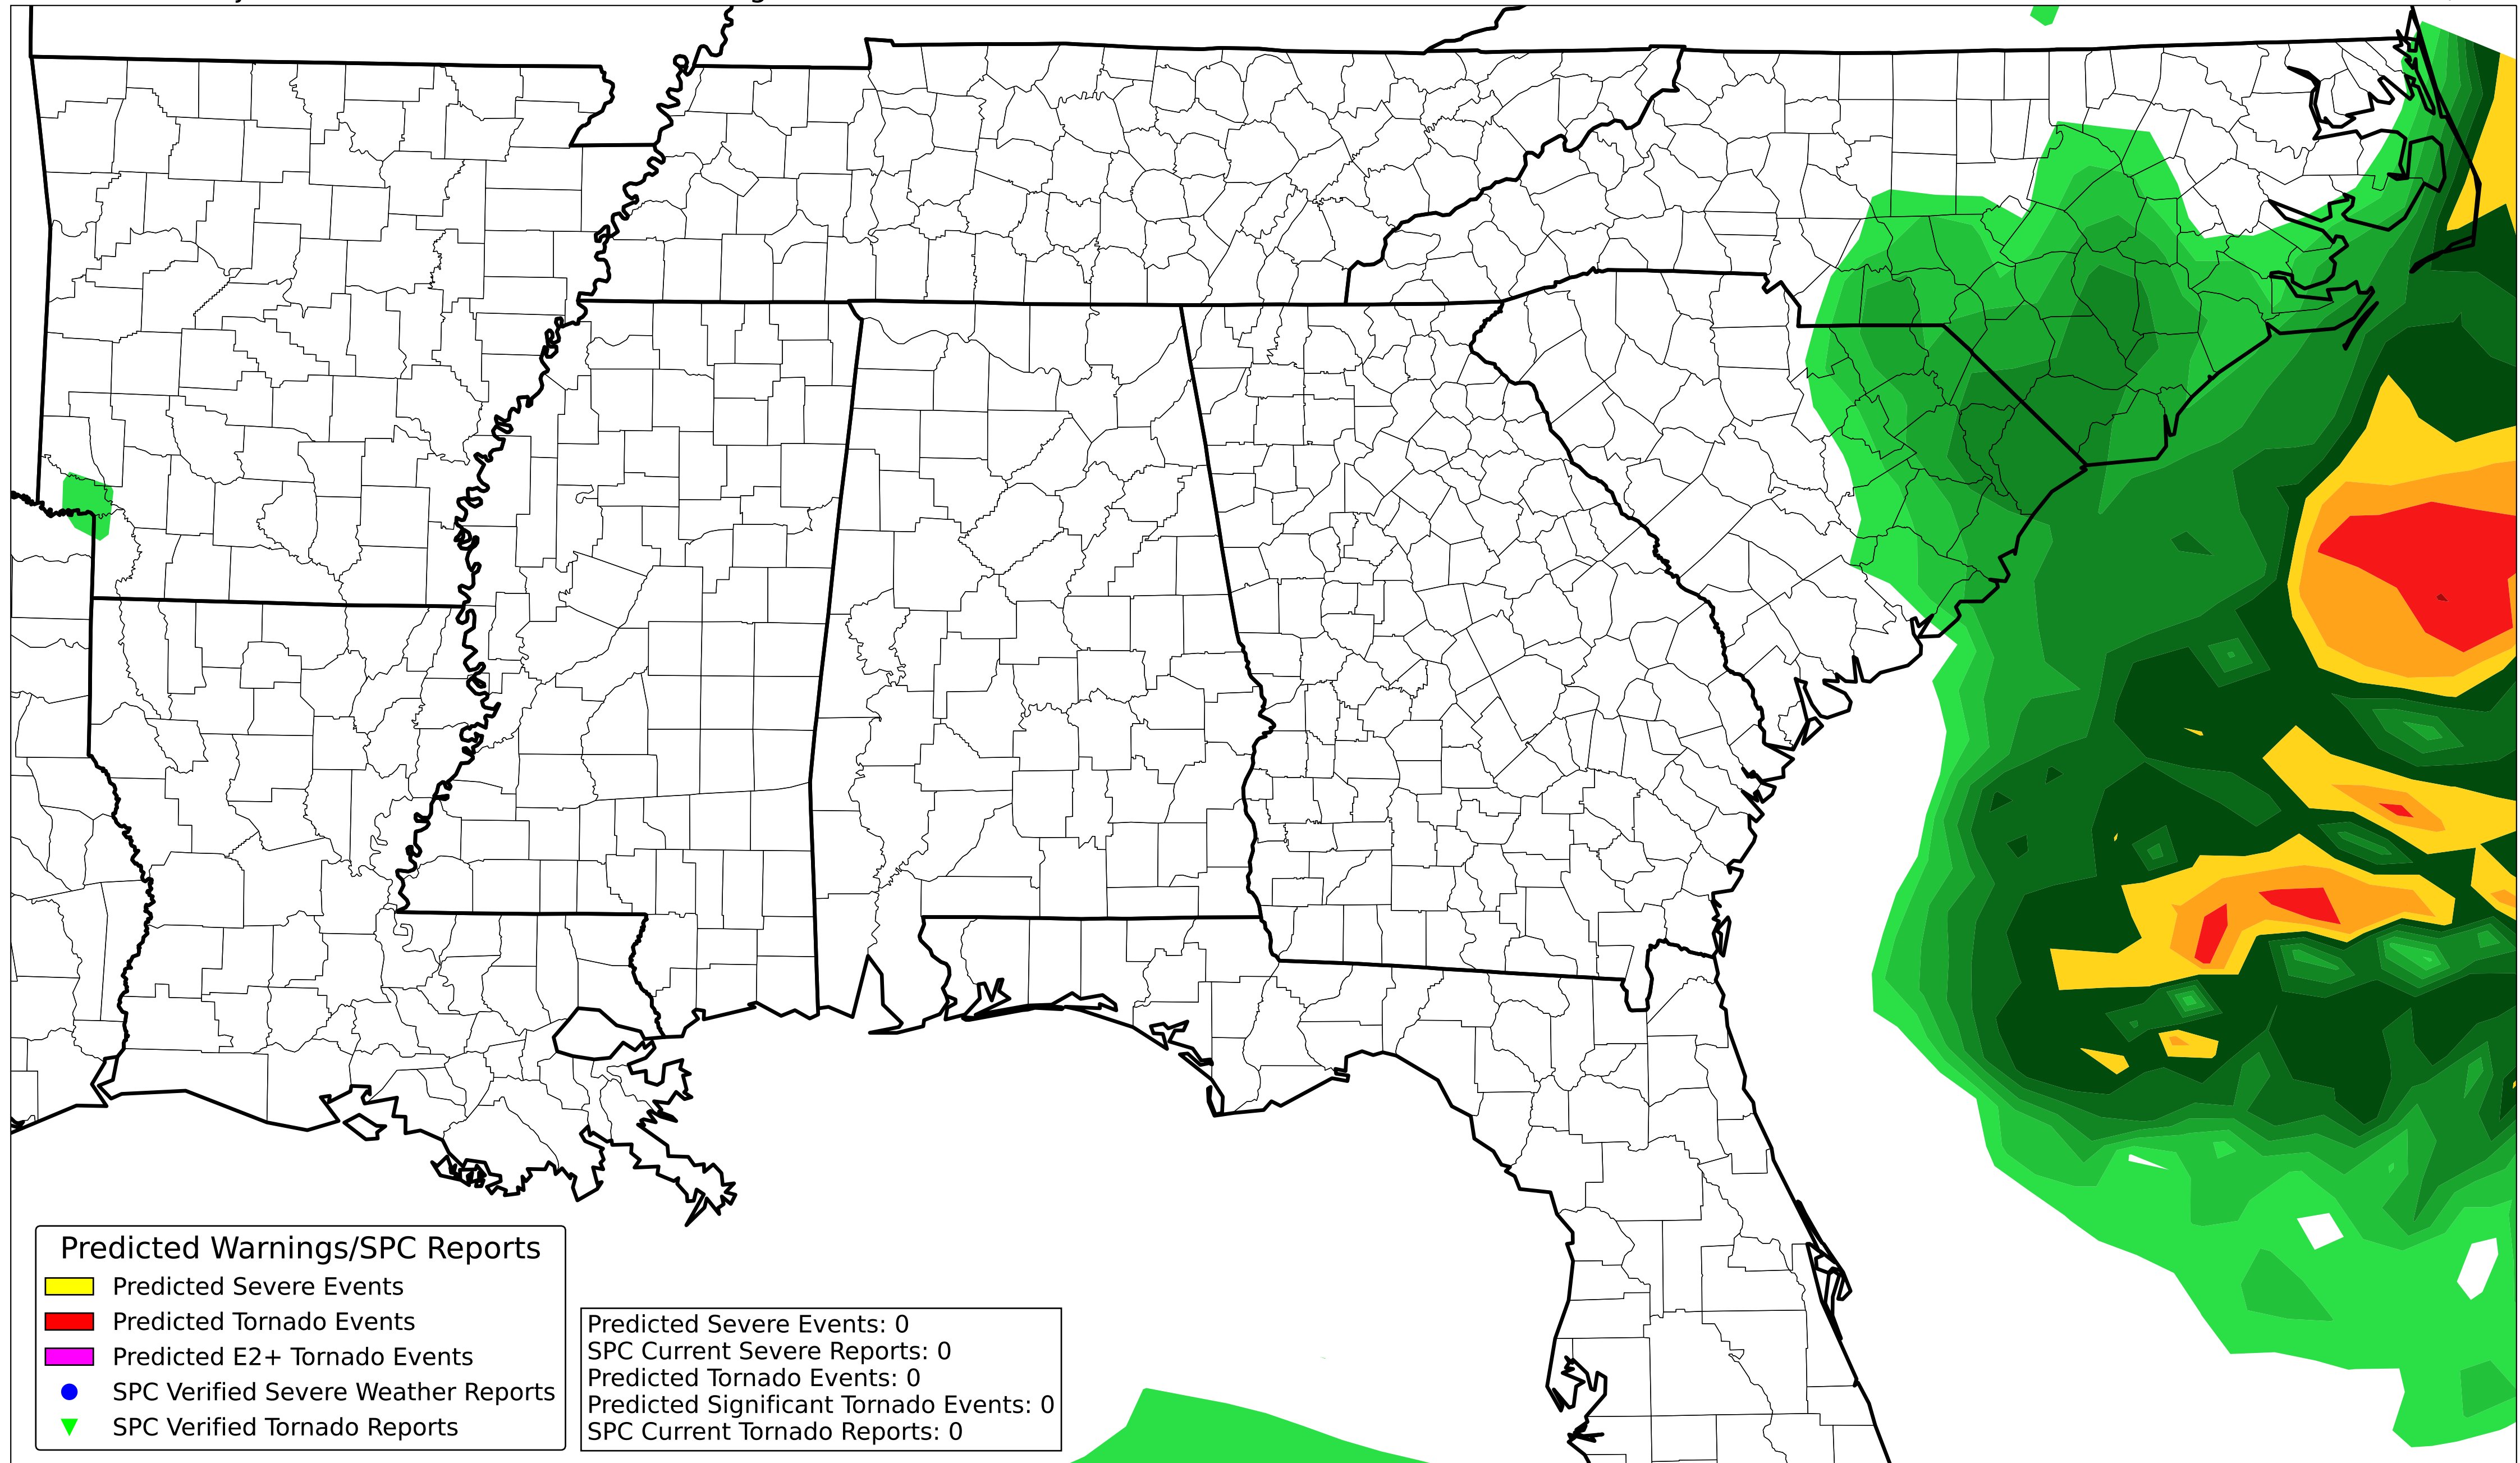 Predicted Warnings/SPC Reports
Predicted Severe Events
Predicted Tornado Events
Predicted E2+ Tornado Events
SPC Verified Severe Weather Reports
SPC Verified Tornado Reports
Predicted Severe Events: 0
SPC Current Severe Reports: 0
Predicted Tornado Events: 0
Predicted Significant Tornado Events: 0
SPC Current Tornado Reports: 0